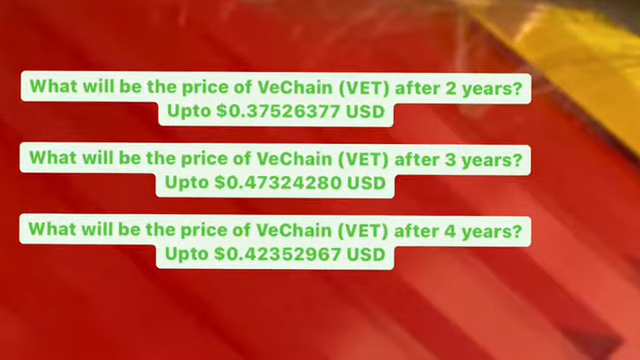 What will be the price of VeChain (VET) after 2 years?
Upto $0.37526377 USD
What will be the price of VeChain (VET) after 3 years?
Upto $0.47324280 USD
What will be the price of VeChain (VET) after 4 years?
Upto $0.42352967 USD